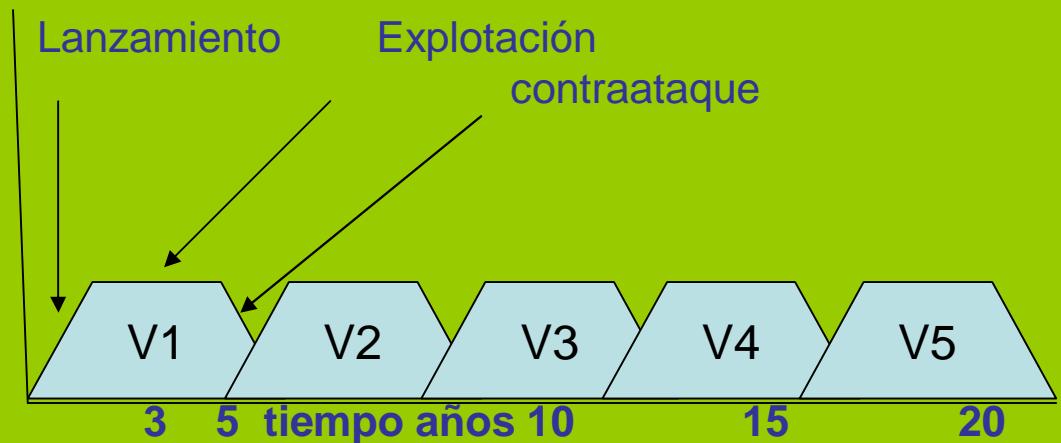 Lanzamiento Explotación
contraataque
V1 V2 V3 V4 V5
3 5 tiempo años 10 15 20